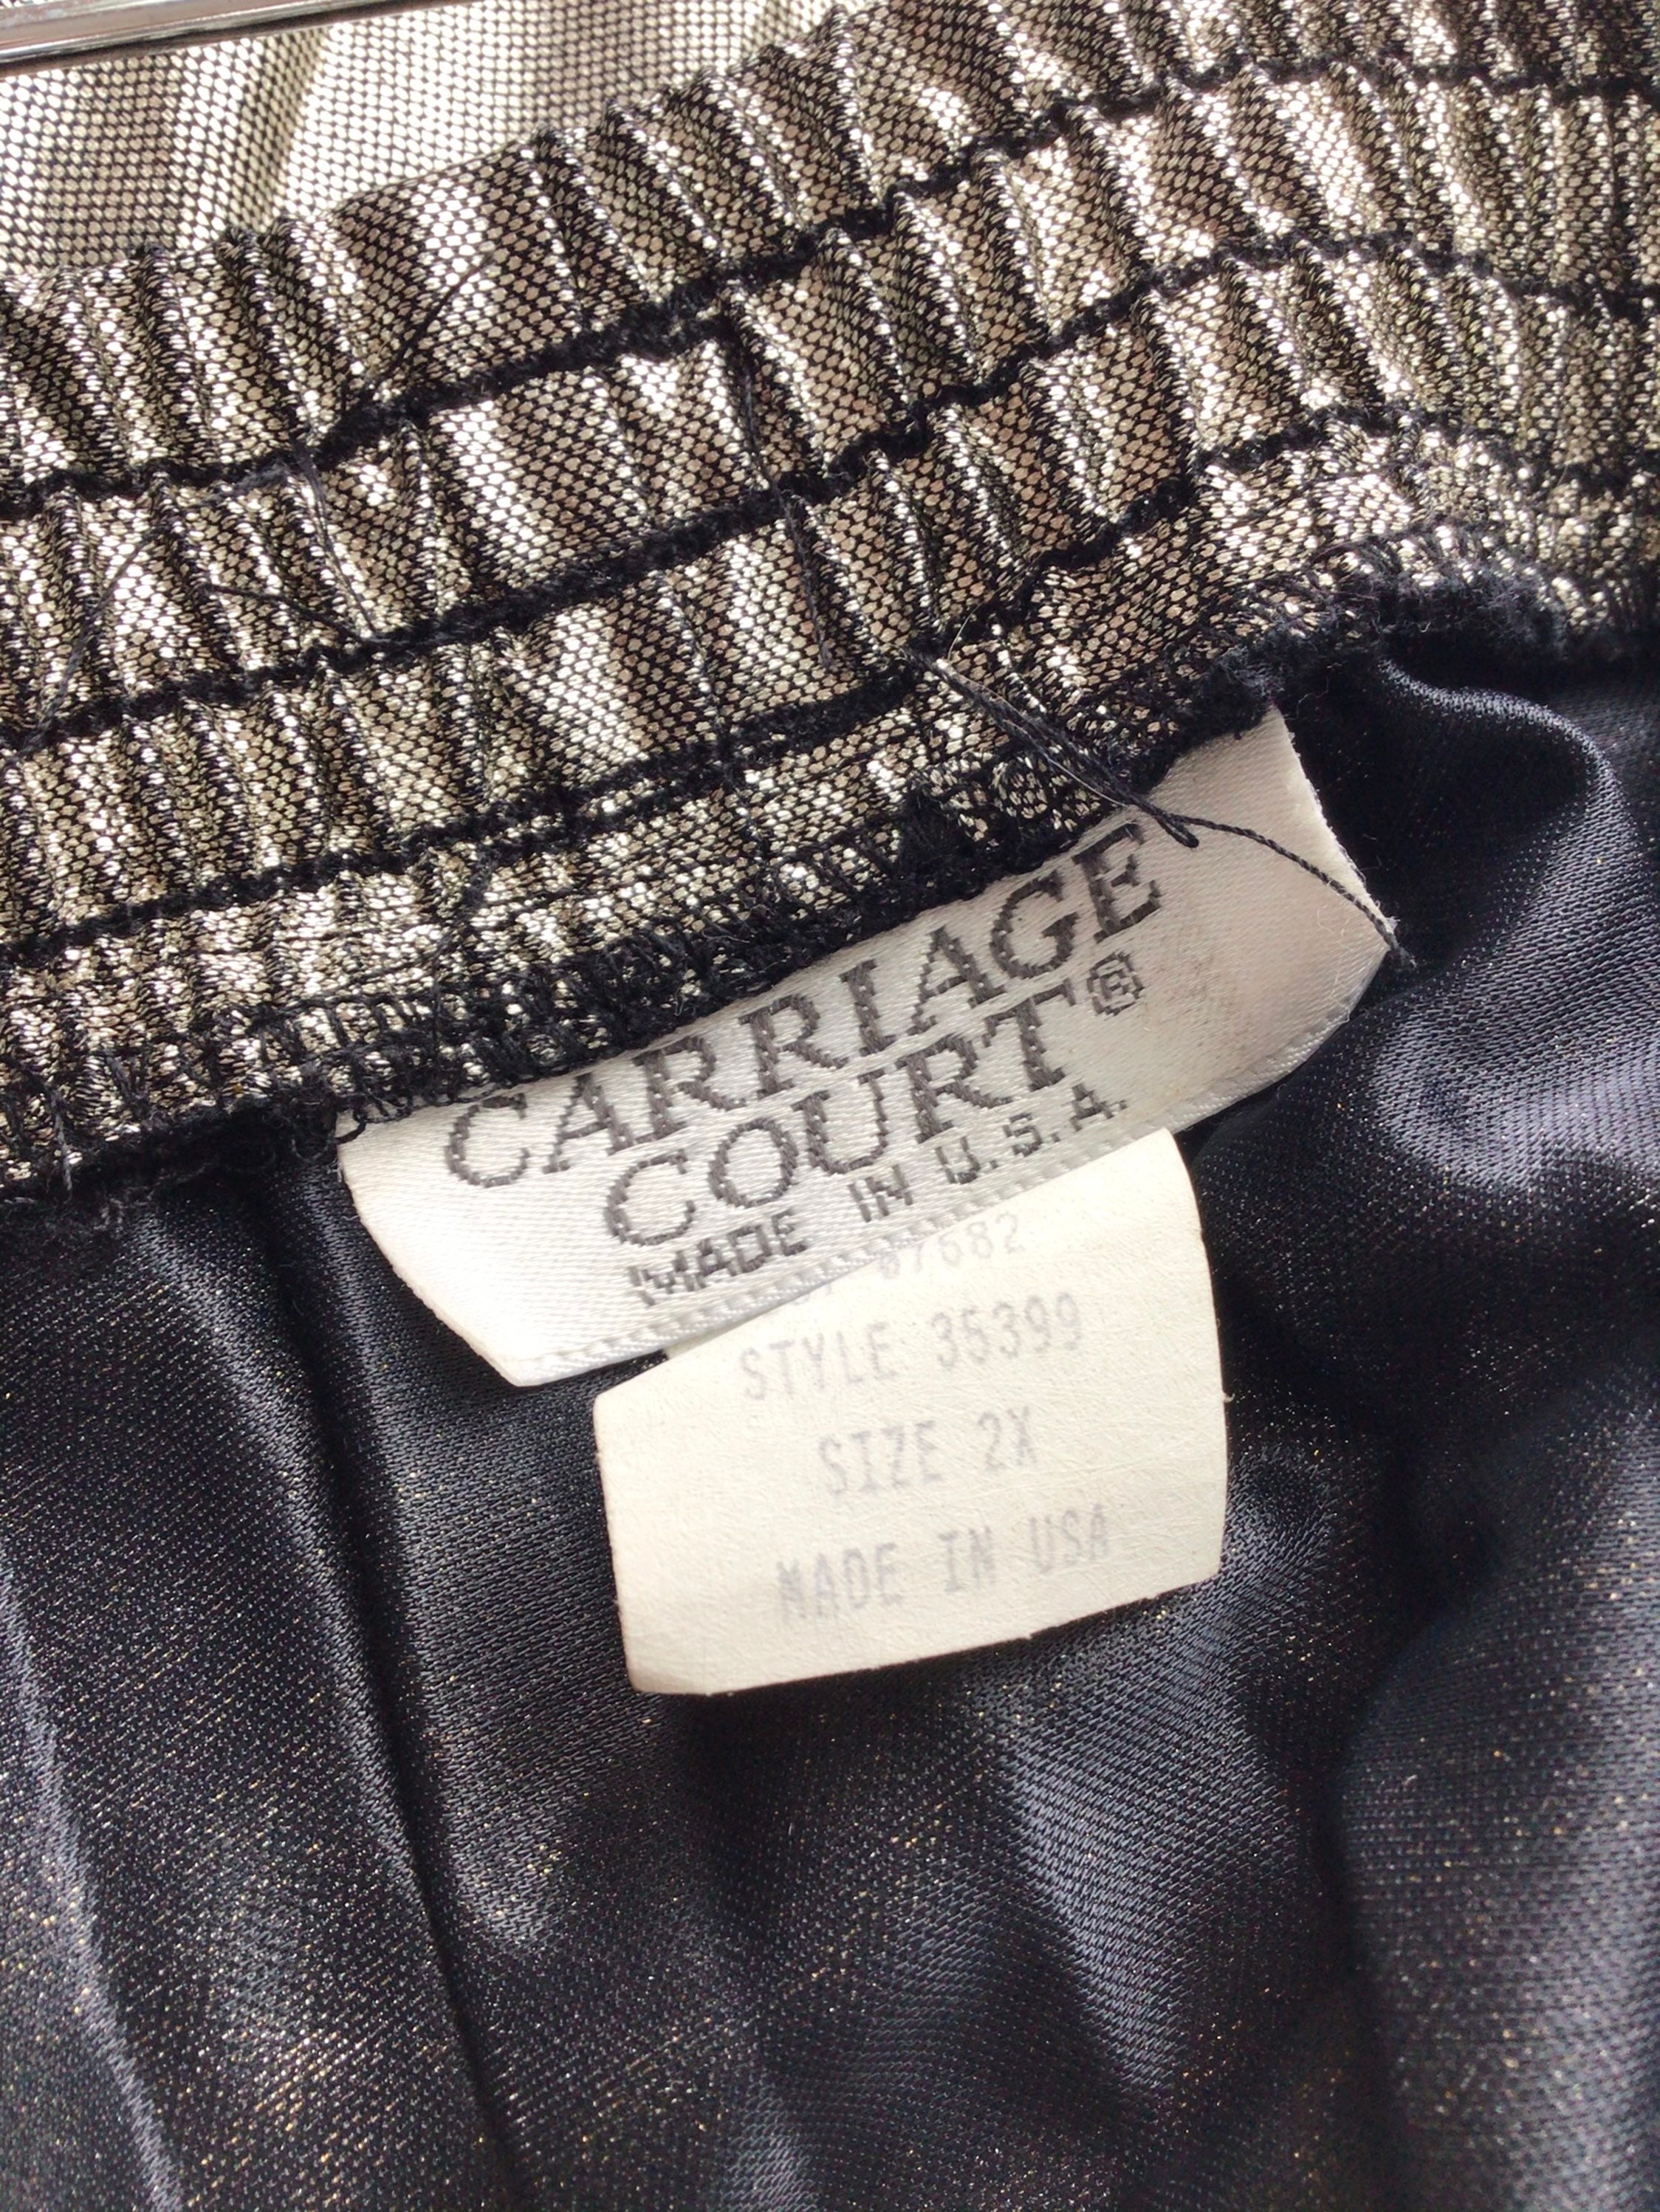 CARRIAGE
COURT®
MADE IN U.S.A.
STYLE 35399
SIZE 2X
MADE IN USA